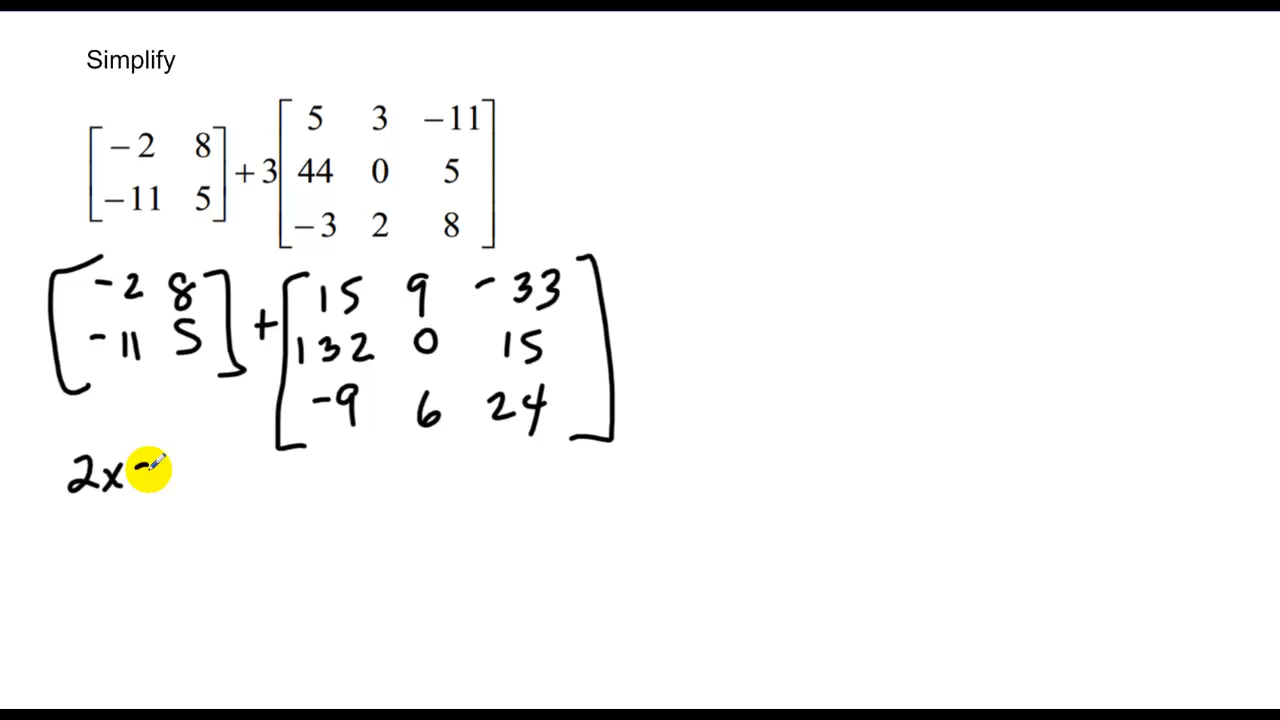 Simplify
[ -2 8 ; -11 5 ] + 3 [ 5 3 -11 ; 44 0 5 ; -3 2 8 ]
[ -2 8 ; -11 5 ] + [ 15 9 -33 ; 132 0 15 ; -9 6 24 ]
2x